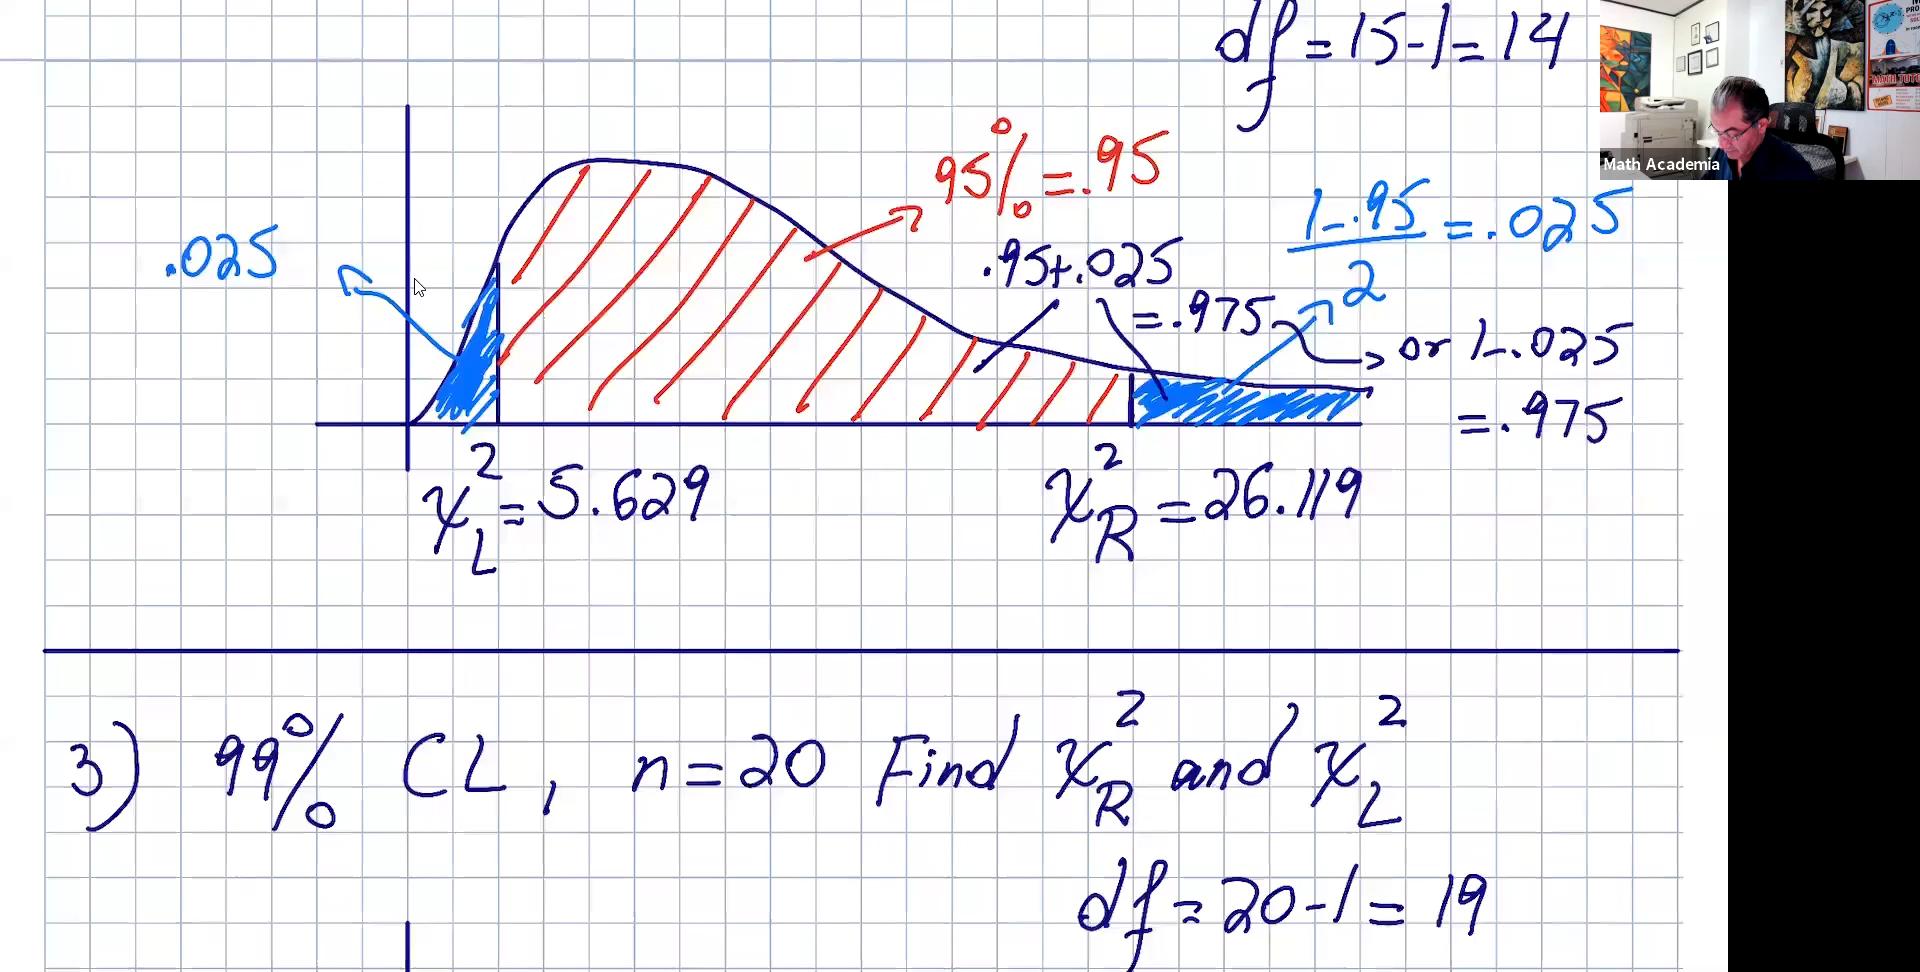 df = 15-1 = 14
Math Academia
95% = .95
1-.95
2
= .025
.025
.95+.025
= .975
or 1-.025
= .975
χ²L = 5.629
χ²R = 26.119
3) 99% CL, n=20 Find χ²R and χ²L
df = 20-1 = 19